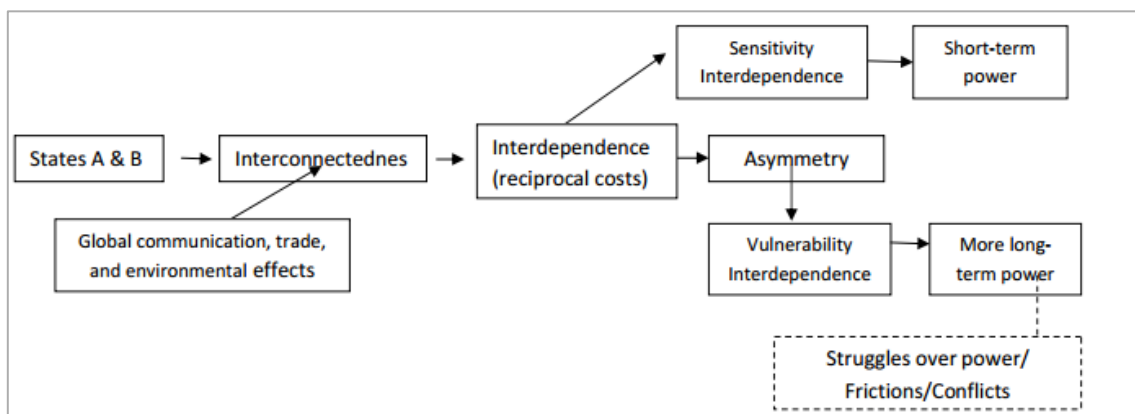 Sensitivity
Interdependence
Short-term
power
States A & B
Interconnectednes
Interdependence
(reciprocal costs)
Asymmetry
Global communication, trade,
and environmental effects
Vulnerability
Interdependence
More long-
term power
Struggles over power/
Frictions/Conflicts